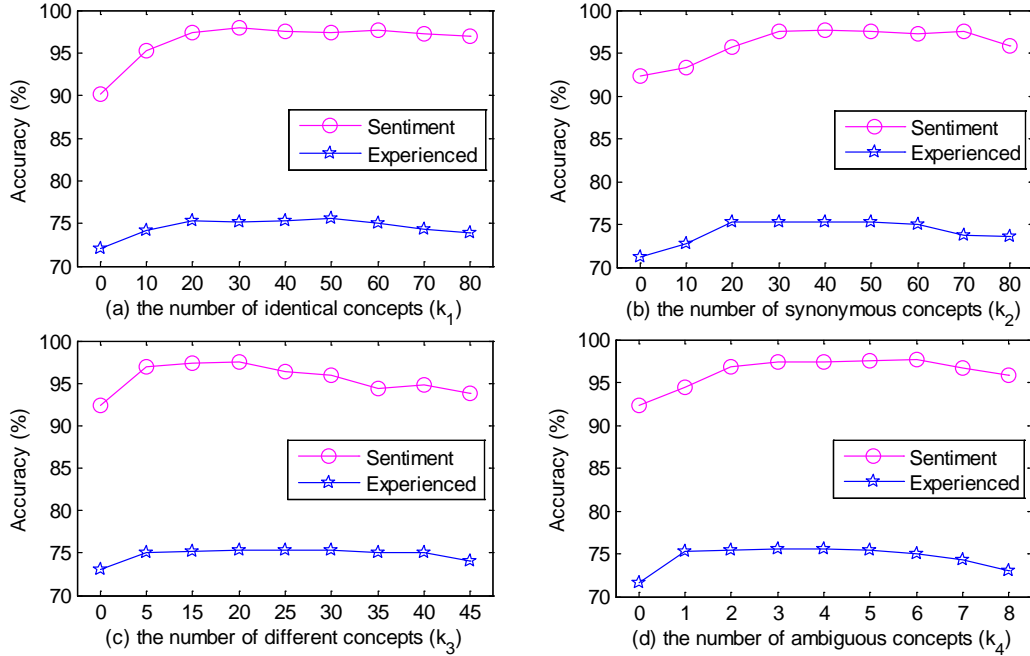 100
95
90
85
80
75
70
Accuracy (%)
Sentiment
Experienced
0 10 20 30 40 50 60 70 80
(a) the number of identical concepts (k1)
100
95
90
85
80
75
70
Accuracy (%)
Sentiment
Experienced
0 10 20 30 40 50 60 70 80
(b) the number of synonymous concepts (k2)
100
95
90
85
80
75
70
Accuracy (%)
Sentiment
Experienced
0 5 15 20 25 30 35 40 45
(c) the number of different concepts (k3)
100
95
90
85
80
75
70
Accuracy (%)
Sentiment
Experienced
0 1 2 3 4 5 6 7 8
(d) the number of ambiguous concepts (k4)